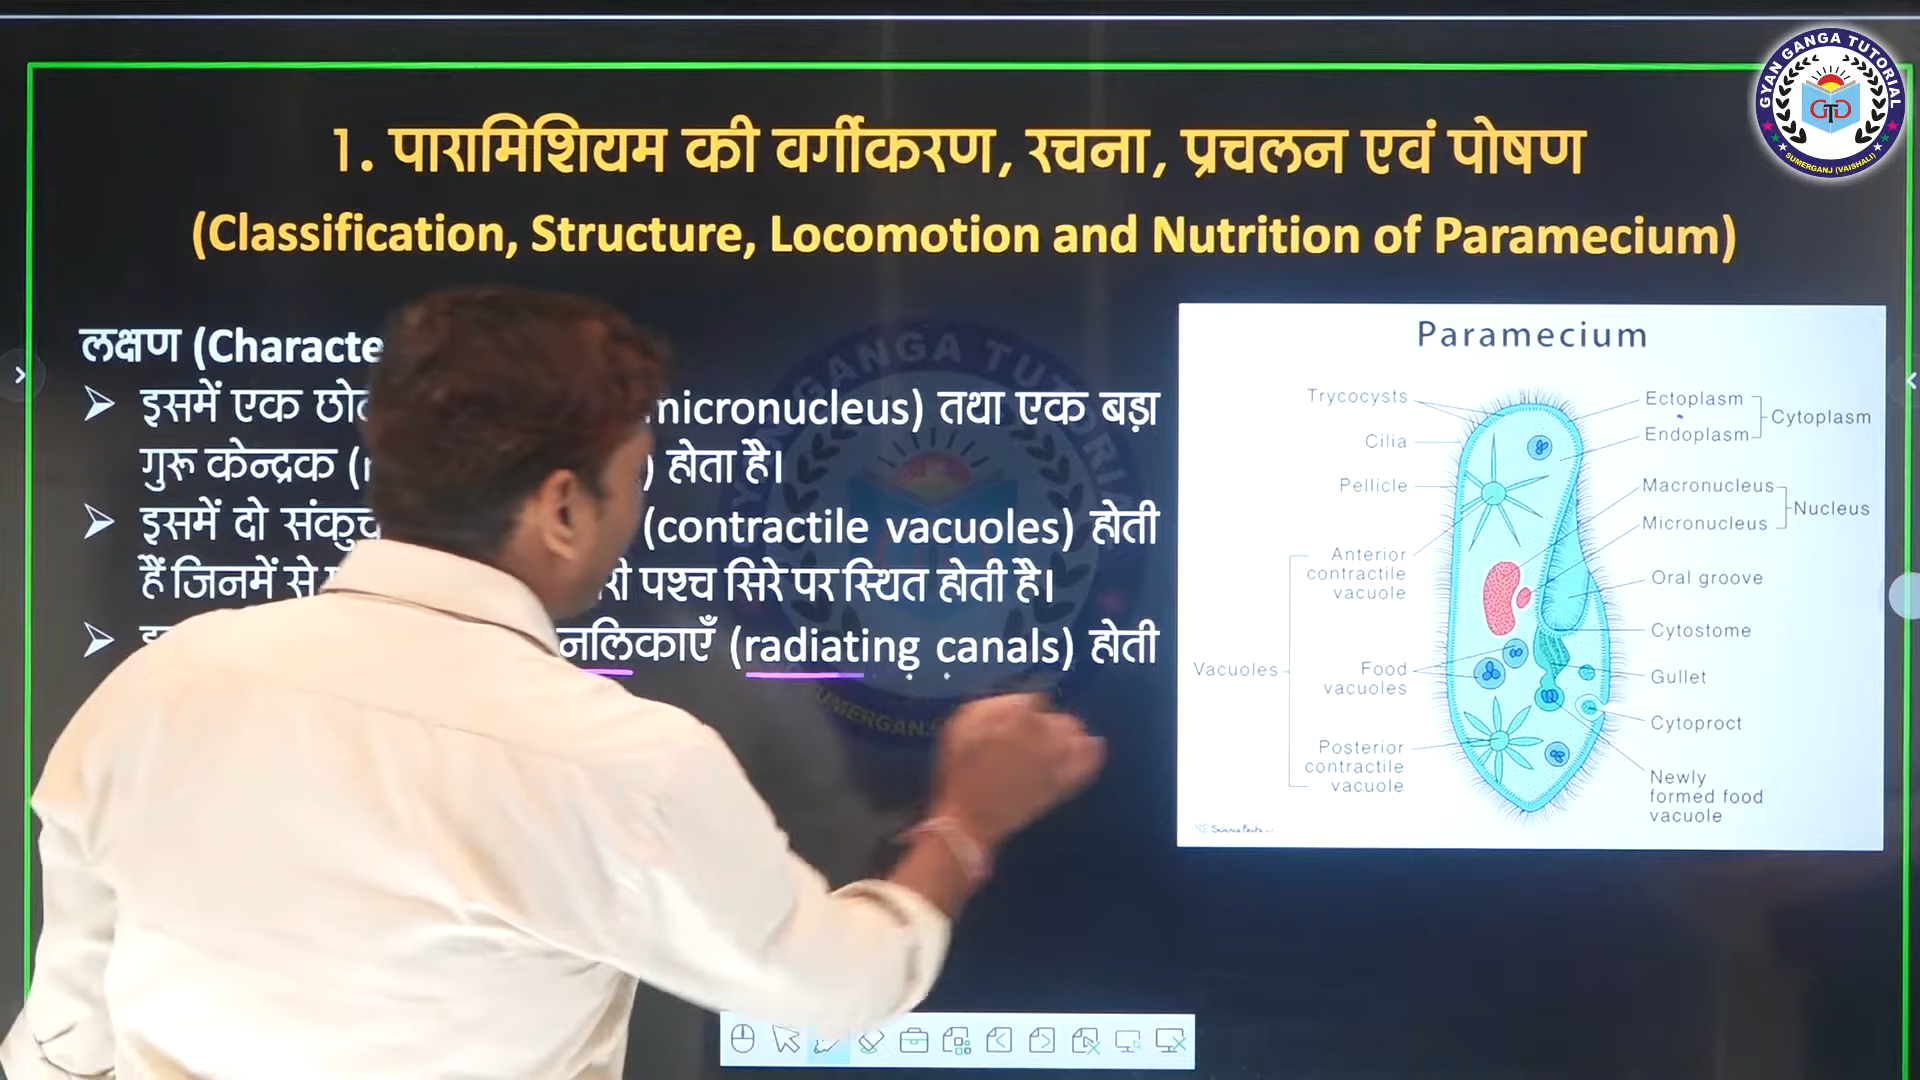 GYAN GANGA TUTORIAL
GTD
SUMERGANJ (VAISHALI)
1. पारामिशियम की वर्गीकरण, रचना, प्रचलन एवं पोषण
(Classification, Structure, Locomotion and Nutrition of Paramecium)
लक्षण (Characte
➢ इसमें एक micronucleus) तथा एक बड़ा
गुरू केन्द्रक ( ) होता है।
➢ इसमें दो (contractile vacuoles) होती
हैं जिनमें से पश्च सिरे पर स्थित होती है।
➢ नलिकाएँ (radiating canals) होती
Paramecium
Trycocysts
Cilia
Pellicle
Anterior
contractile
vacuole
Vacuoles
Food
vacuoles
Posterior
contractile
vacuole
Ectoplasm
Endoplasm
Cytoplasm
Macronucleus
Micronucleus
Nucleus
Oral groove
Cytostome
Gullet
Cytoproct
Newly
formed food
vacuole